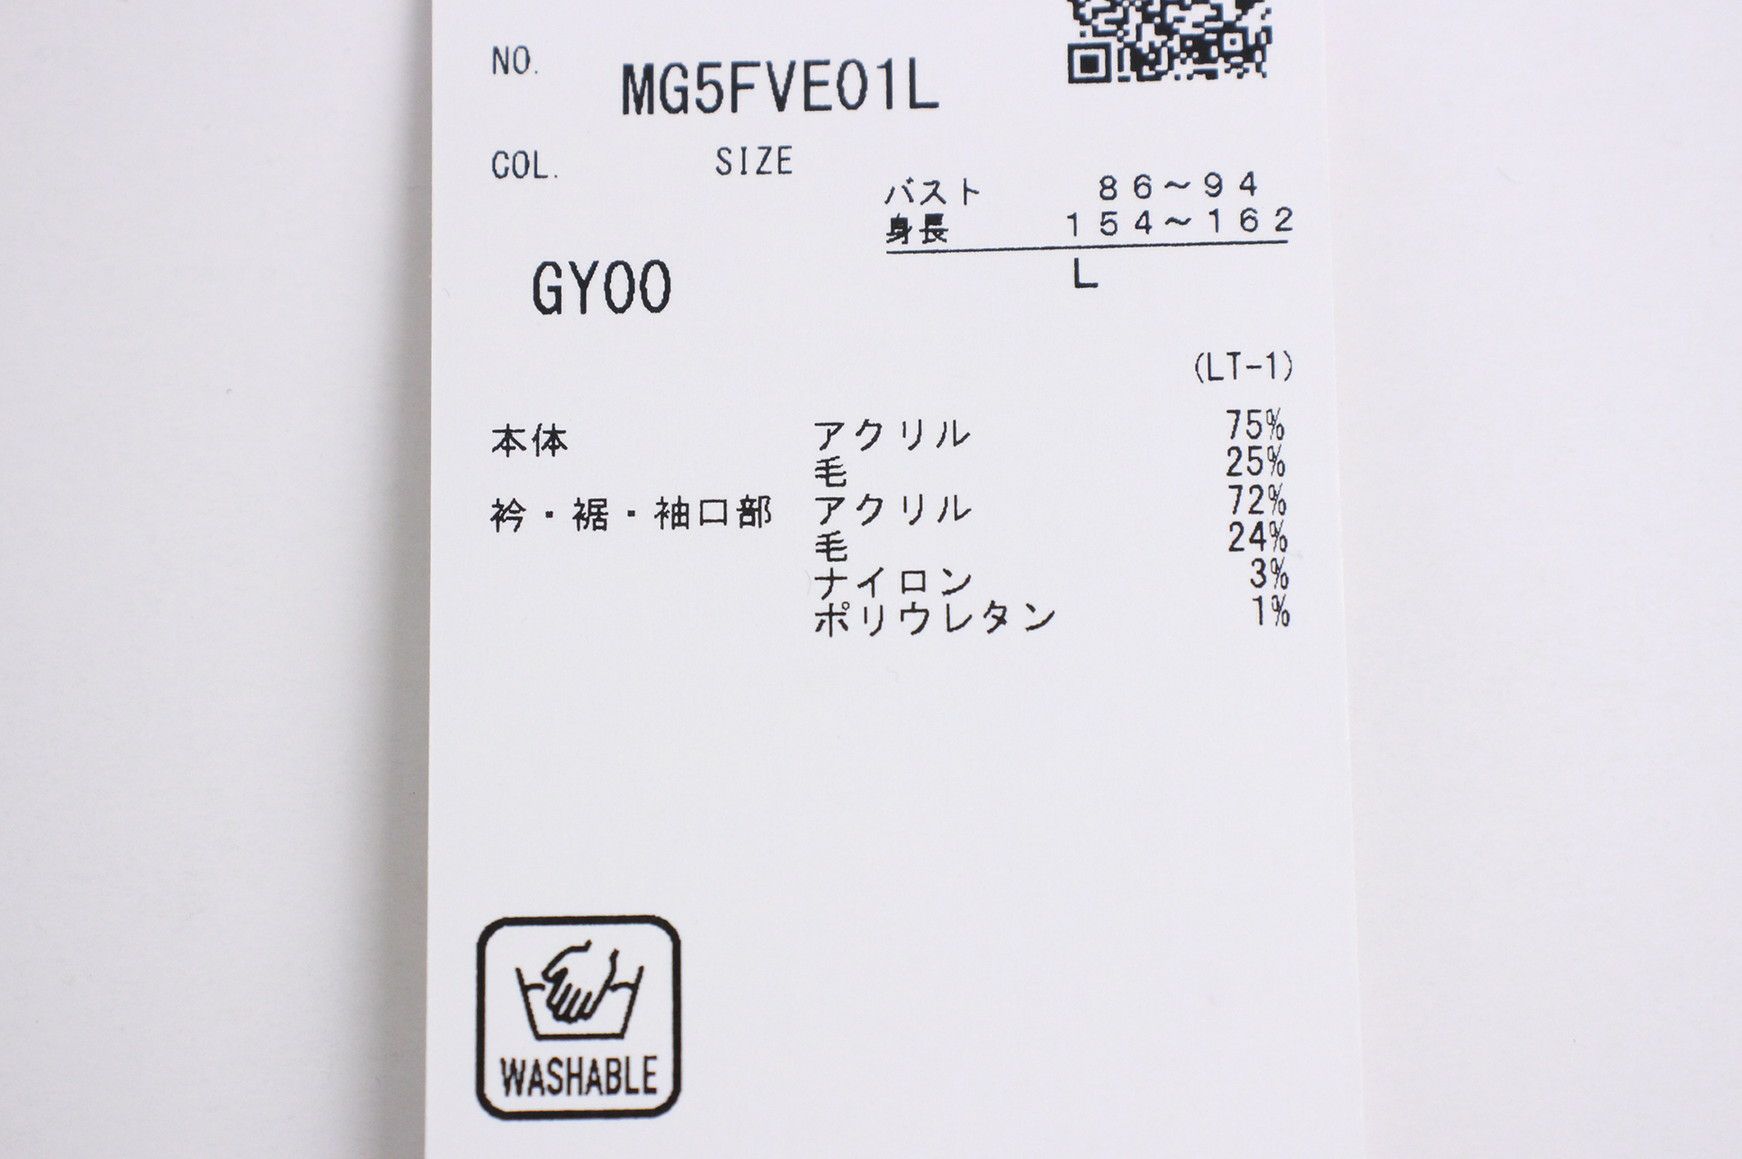 NO. MG5FVE01L
COL. SIZE
バスト 86～94
身長 154～162
L
GY00
(LT-1)
本体 アクリル 75%
毛 25%
衿・裾・袖口部 アクリル 72%
毛 24%
ナイロン 3%
ポリウレタン 1%
WASHABLE